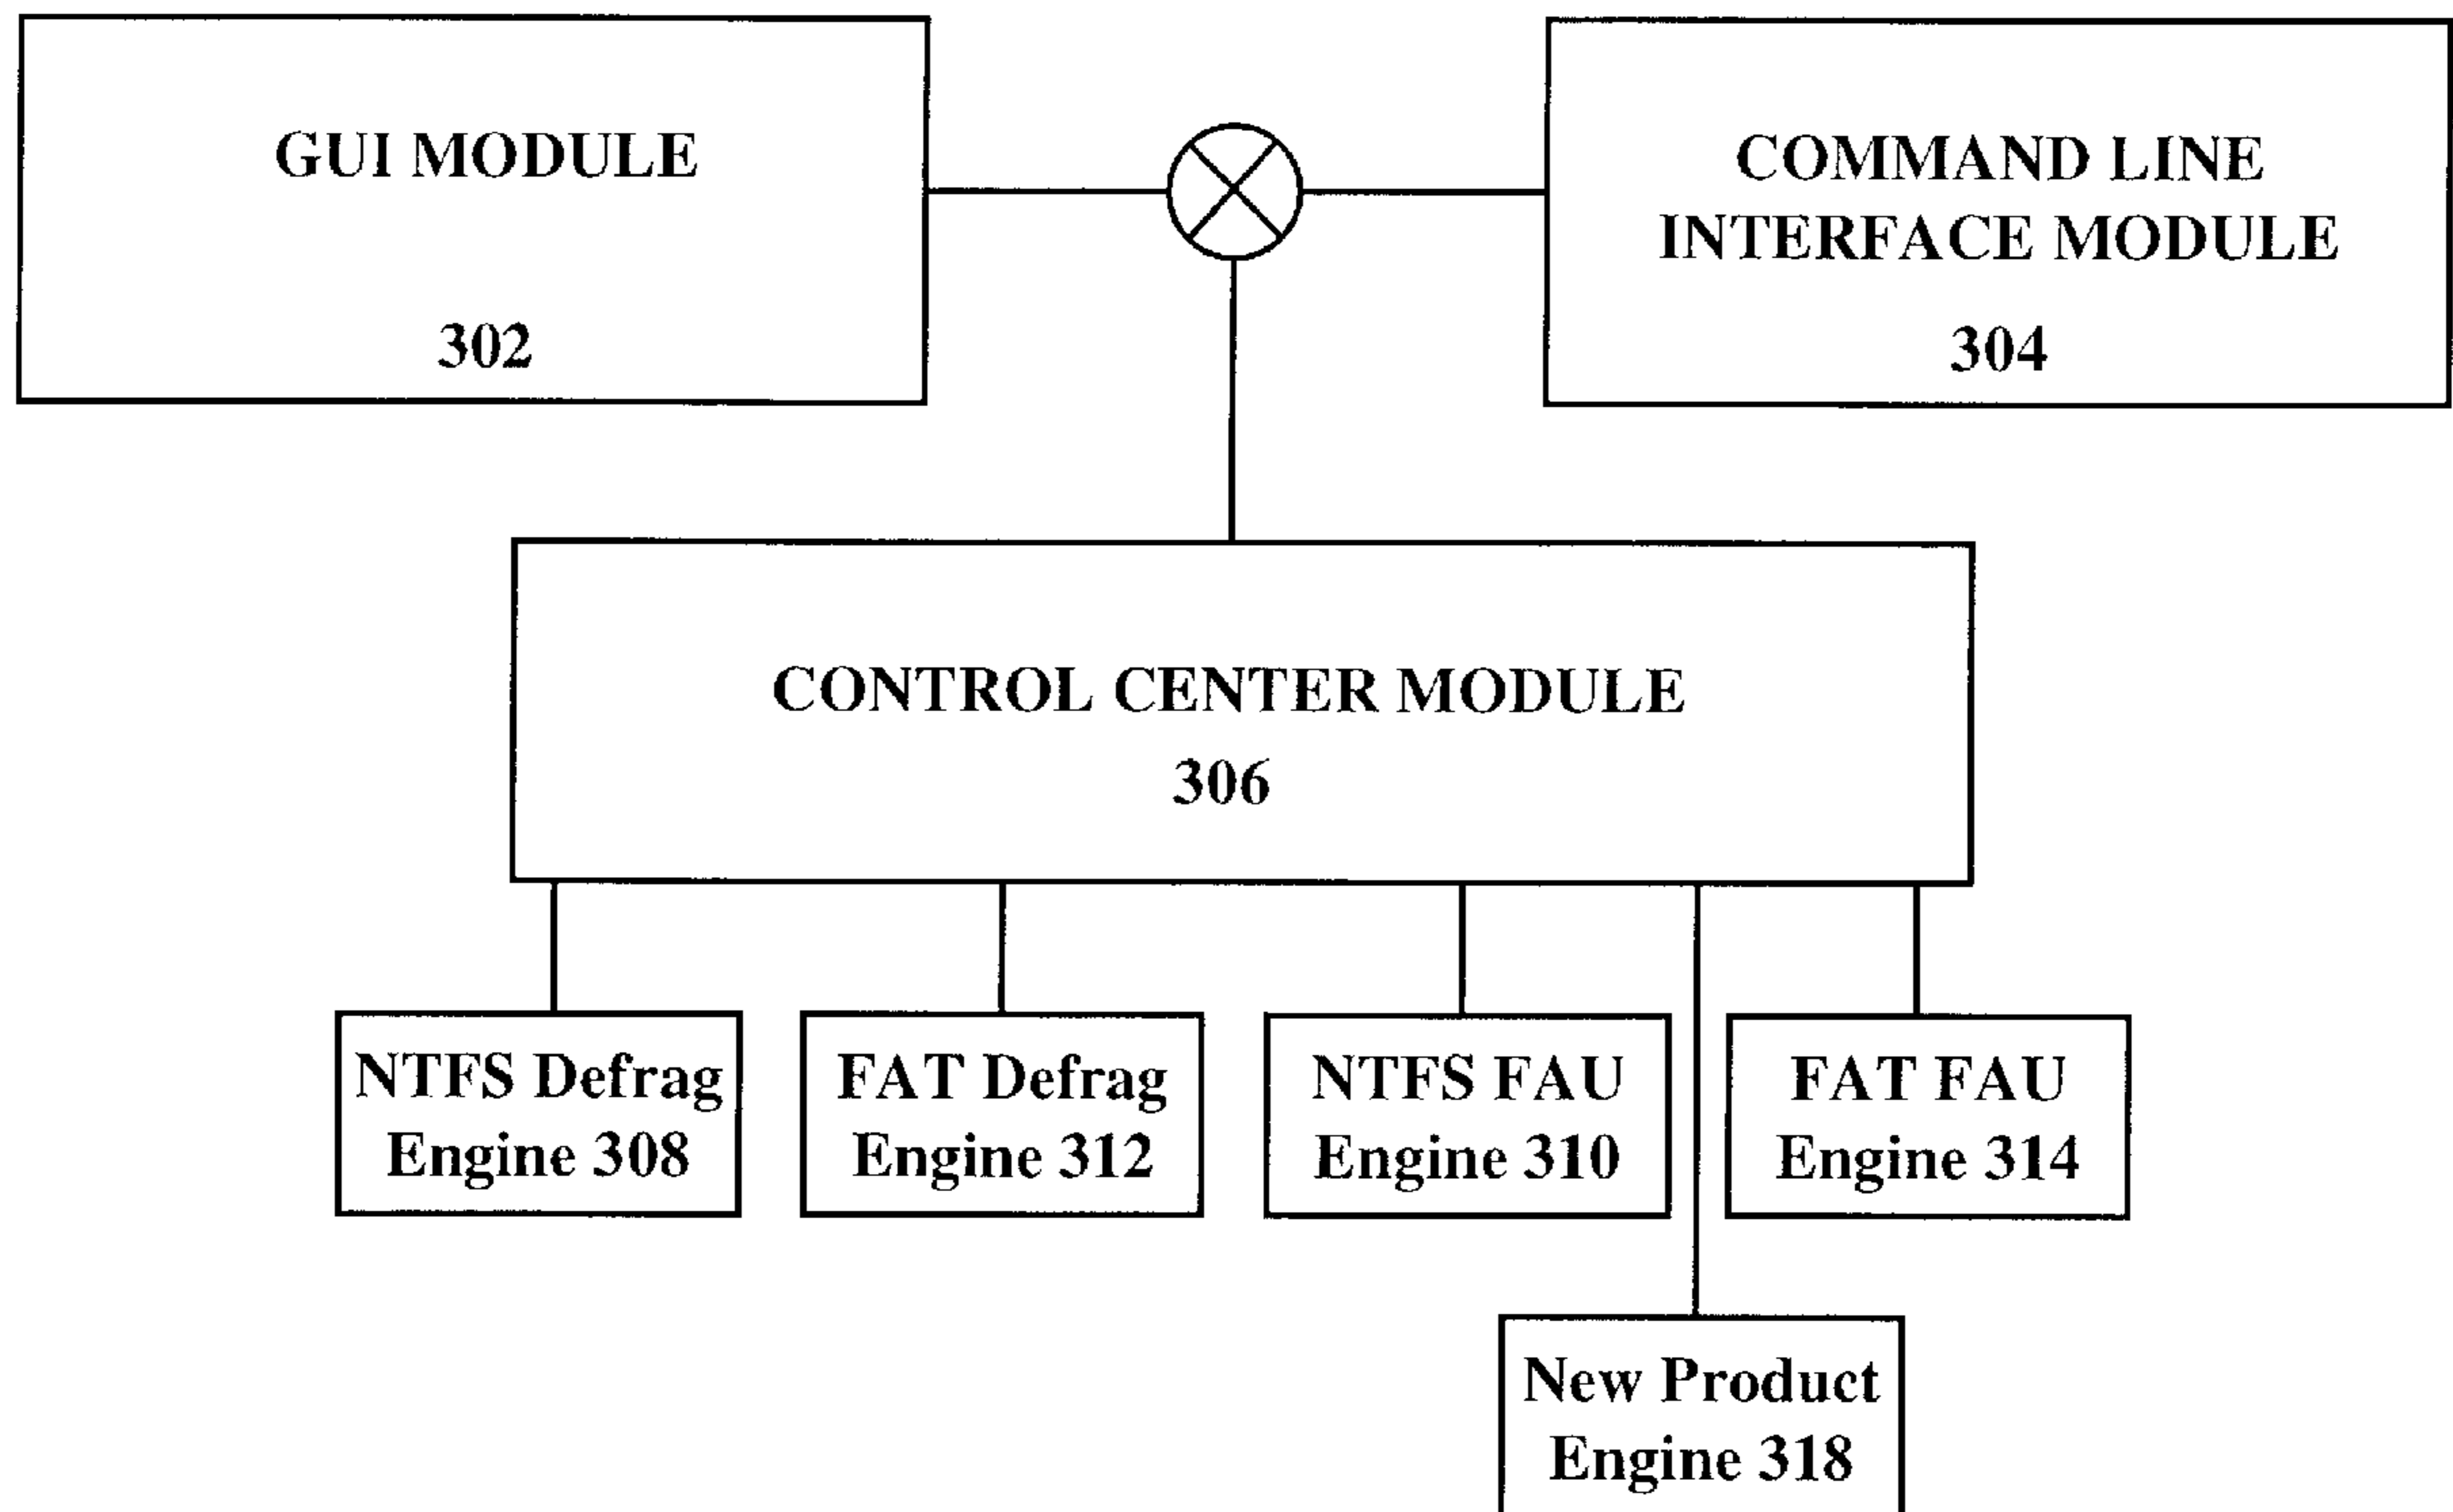 GUI MODULE
302
COMMAND LINE
INTERFACE MODULE
304
CONTROL CENTER MODULE
306
NTFS Defrag
Engine 308
FAT Defrag
Engine 312
NTFS FAU
Engine 310
FAT FAU
Engine 314
New Product
Engine 318